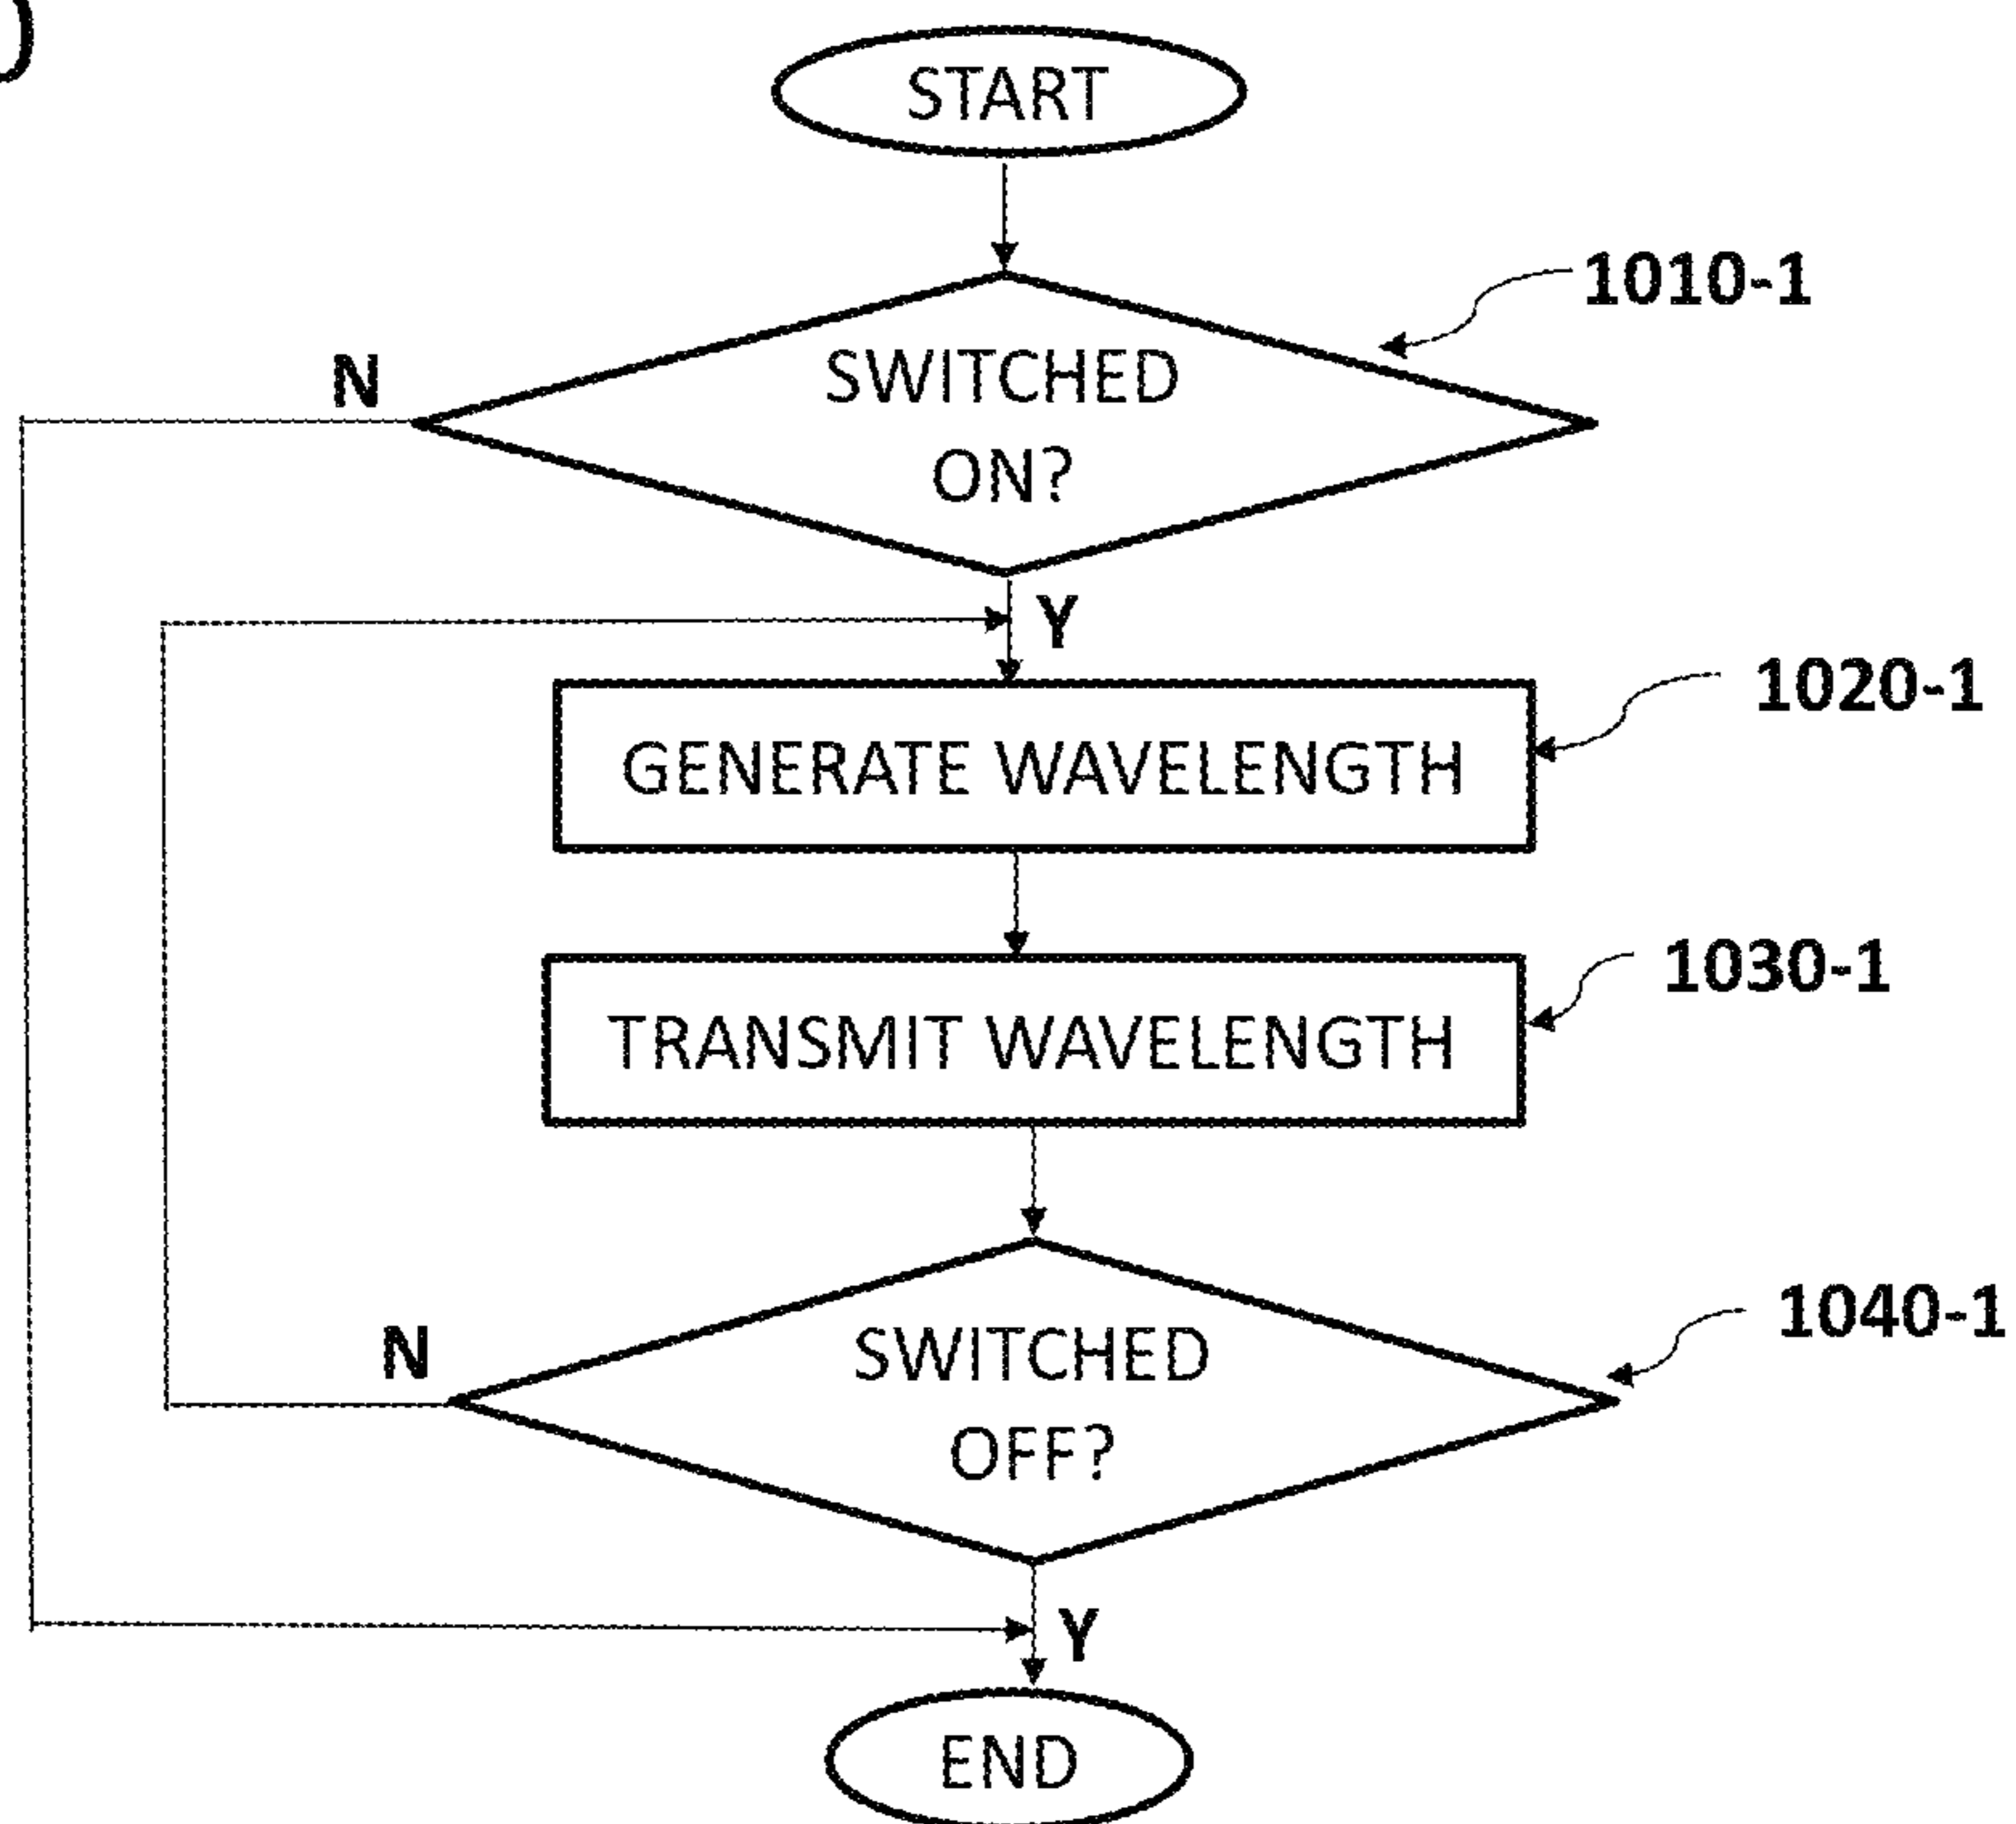 START
1010-1
N
SWITCHED
ON?
Y
1020-1
GENERATE WAVELENGTH
1030-1
TRANSMIT WAVELENGTH
1040-1
N
SWITCHED
OFF?
Y
END